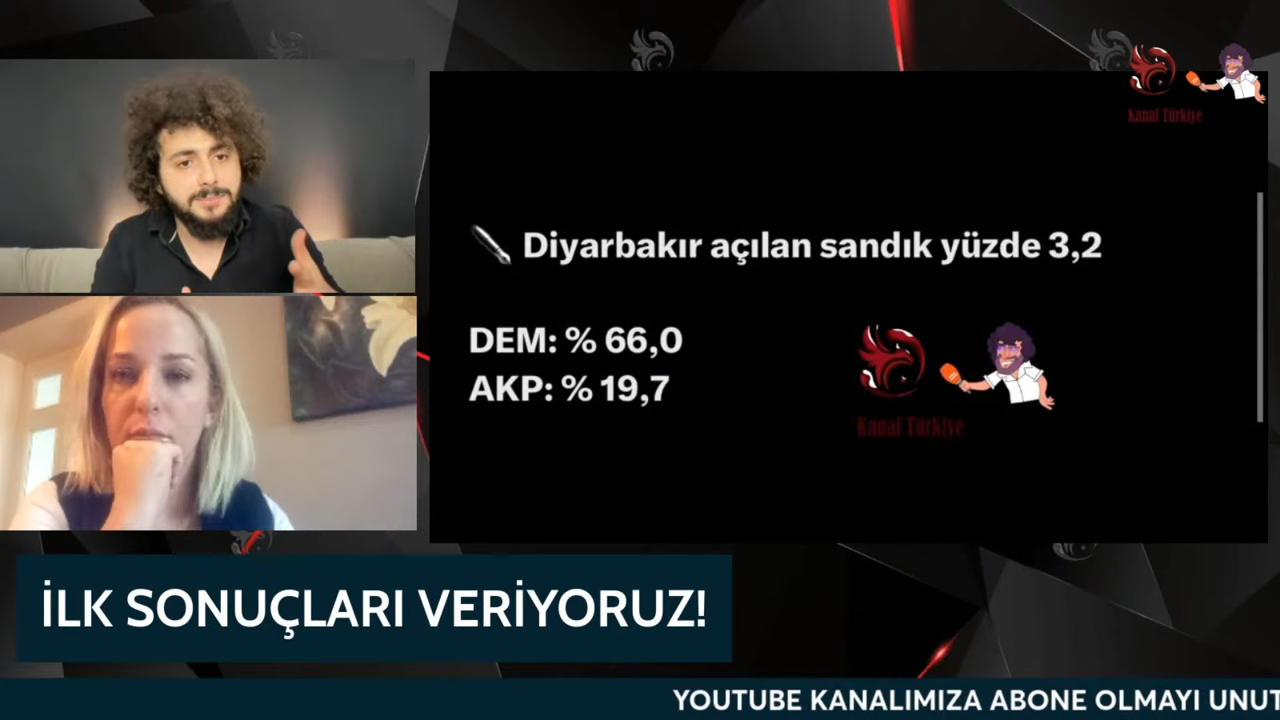 Kanal Türkiye
Diyarbakır açılan sandık yüzde 3,2
DEM: % 66,0
AKP: % 19,7
Kanal Türkiye
İLK SONUÇLARI VERİYORUZ!
YOUTUBE KANALIMIZA ABONE OLMAYI UNUT